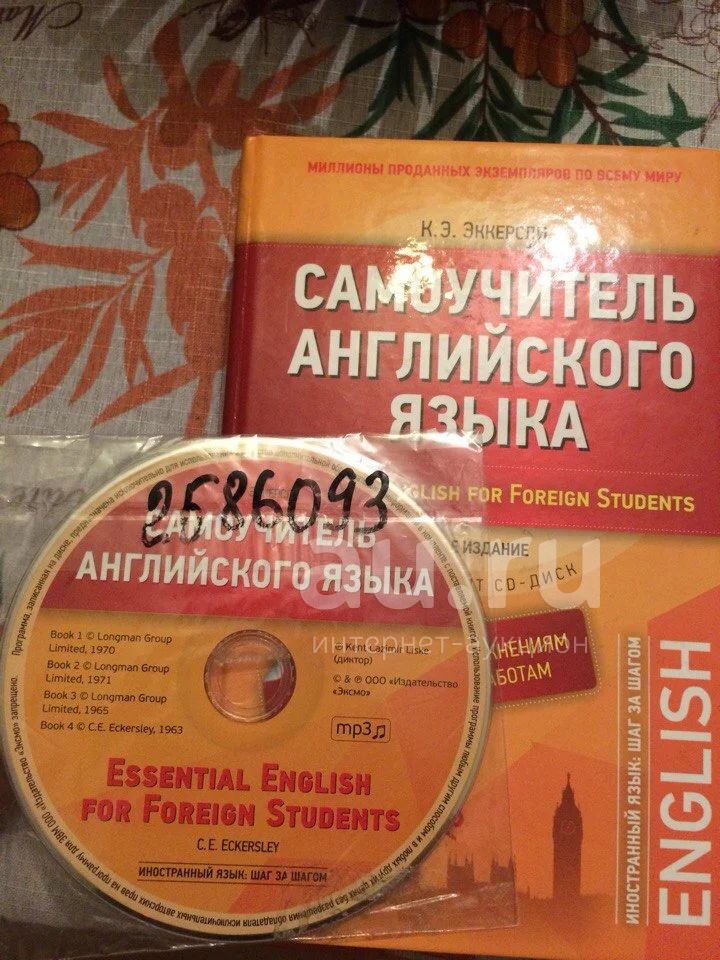 МИЛЛИОНЫ ПРОДАННЫХ ЭКЗЕМПЛЯРОВ ПО ВСЕМУ МИРУ
К. Э. ЭККЕРСЛИ
САМОУЧИТЕЛЬ
АНГЛИЙСКОГО
ЯЗЫКА
ENGLISH FOR FOREIGN STUDENTS
ИЗДАНИЕ
CD-ДИСК
ИНОСТРАННЫЙ ЯЗЫК: ШАГ ЗА ШАГОМ
ENGLISH
2586093
САМОУЧИТЕЛЬ
АНГЛИЙСКОГО ЯЗЫКА
Book 1 © Longman Group
Limited, 1970
Book 2 © Longman Group
Limited, 1971
Book 3 © Longman Group
Limited, 1965
Book 4 © C.E. Eckersley, 1963
© Kent Cazimir Liske
(диктор)
© & ℗ ООО «Издательство
«Эксмо»
mp3
ESSENTIAL ENGLISH
FOR FOREIGN STUDENTS
C.E. ECKERSLEY
ИНОСТРАННЫЙ ЯЗЫК: ШАГ ЗА ШАГОМ
au.ru
интернет-аукцион